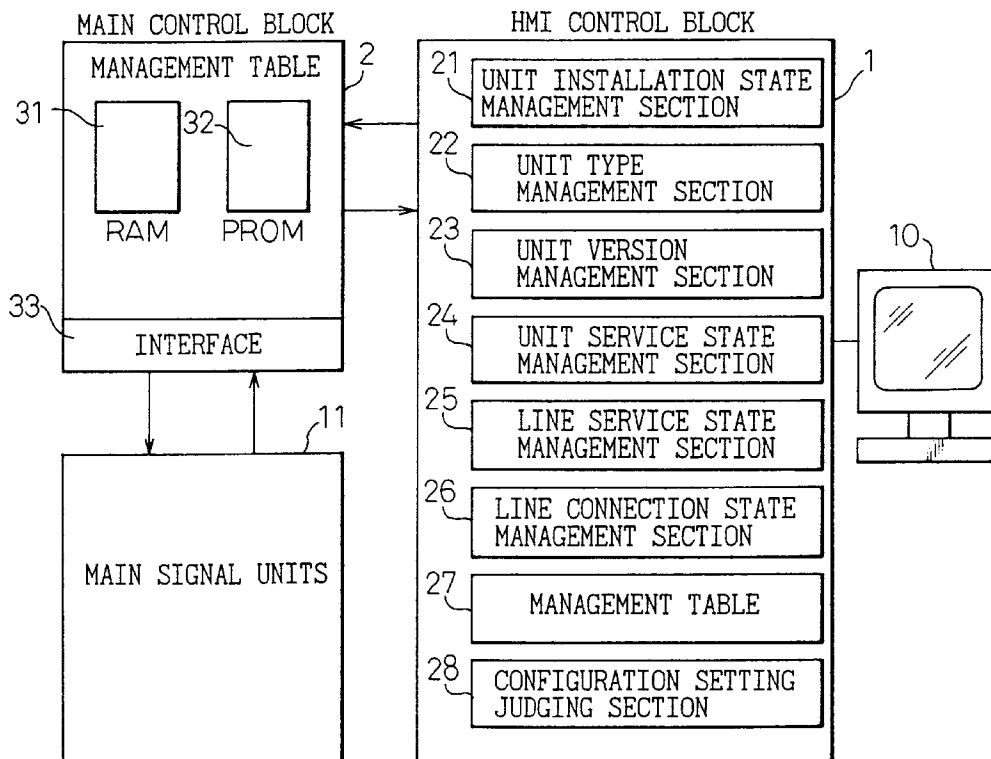 MAIN CONTROL BLOCK
MANAGEMENT TABLE
2
31
32
RAM
PROM
33
INTERFACE
11
MAIN SIGNAL UNITS
HMI CONTROL BLOCK
1
21
UNIT INSTALLATION STATE
MANAGEMENT SECTION
22
UNIT TYPE
MANAGEMENT SECTION
23
UNIT VERSION
MANAGEMENT SECTION
24
UNIT SERVICE STATE
MANAGEMENT SECTION
25
LINE SERVICE STATE
MANAGEMENT SECTION
26
LINE CONNECTION STATE
MANAGEMENT SECTION
27
MANAGEMENT TABLE
28
CONFIGURATION SETTING
JUDGING SECTION
10